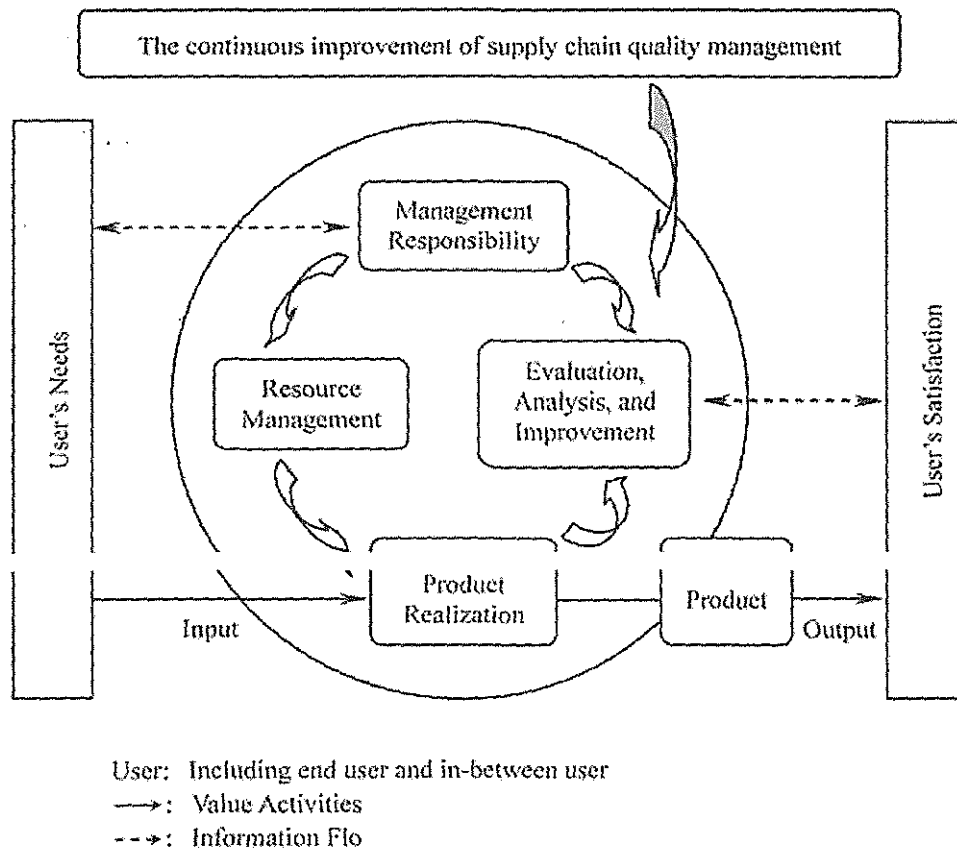 The continuous improvement of supply chain quality management
Management
Responsibility
User's Needs
Resource
Management
Evaluation,
Analysis, and
Improvement
User's Satisfaction
Product
Realization
Product
Input
Output
User: Including end user and in-between user
: Value Activities
: Information Flo